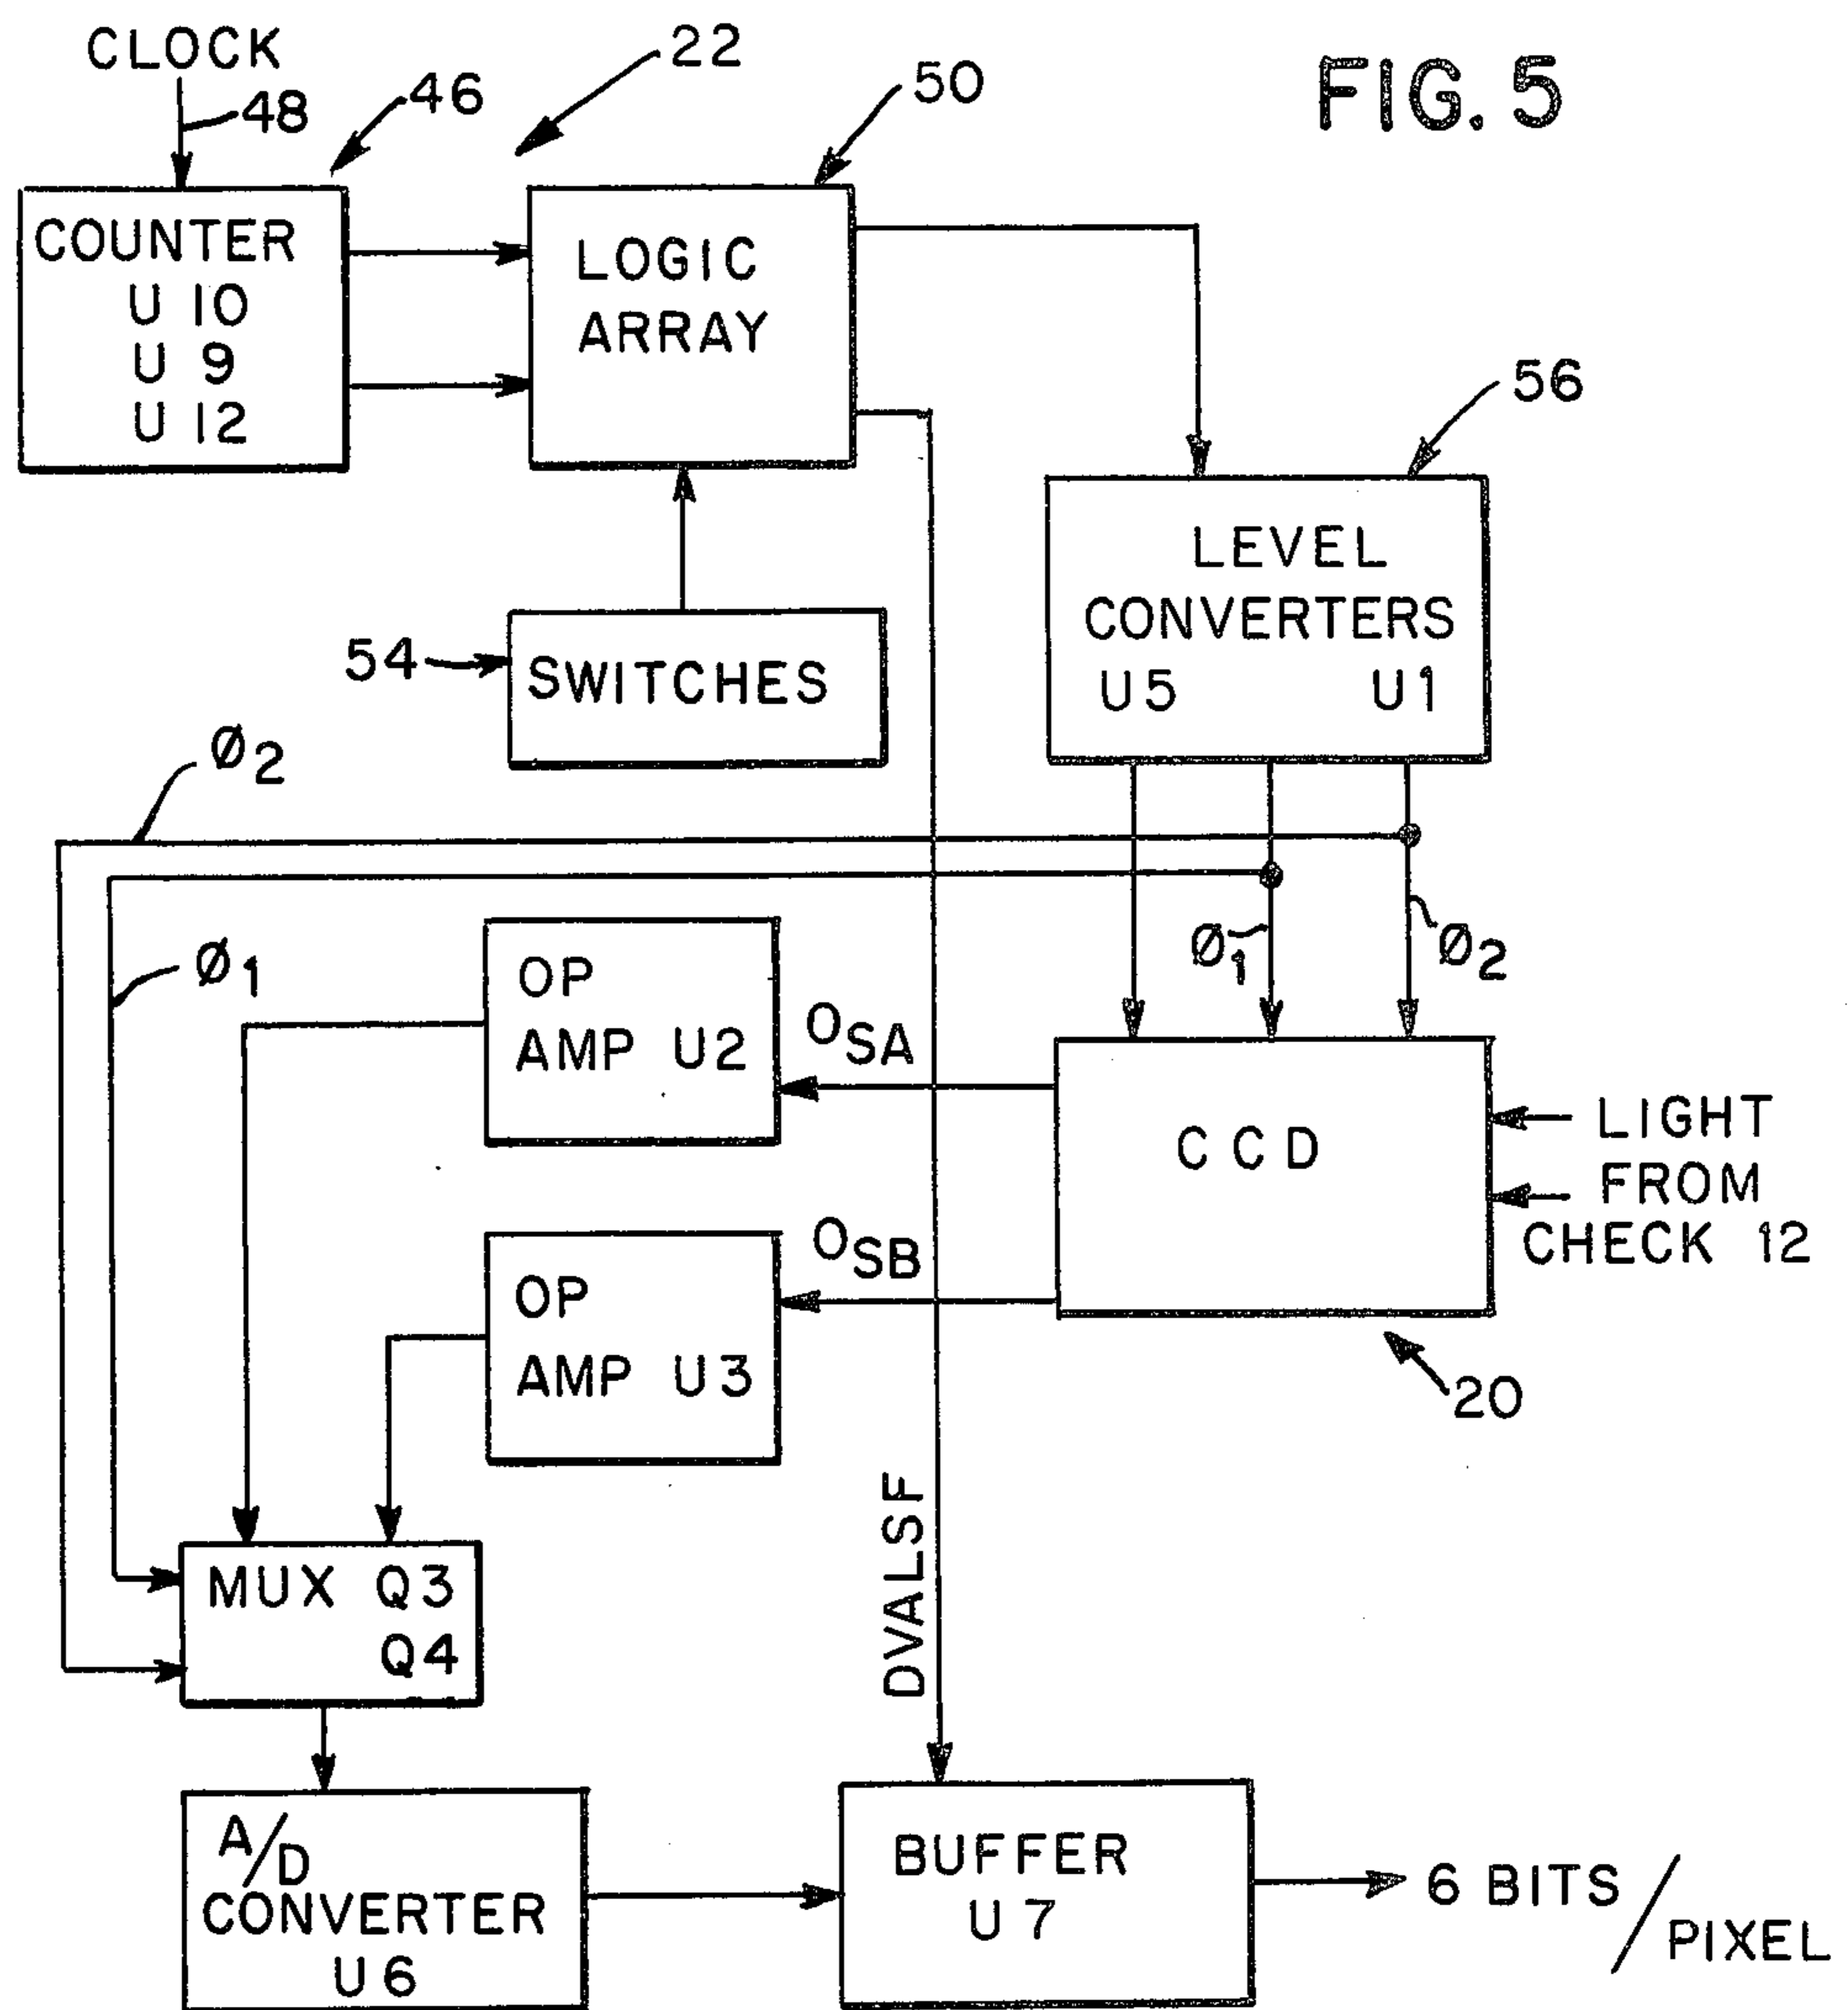 FIG. 5
CLOCK
48
46
22
50
COUNTER
U 10
U 9
U 12
LOGIC
ARRAY
56
LEVEL
CONVERTERS
U5 U1
54
SWITCHES
Ø2
Ø1
Ø1
Ø2
OP
AMP U2
OSA
CCD
LIGHT
FROM
CHECK 12
OP
AMP U3
OSB
20
DVALSF
MUX Q3
Q4
A/D
CONVERTER
U6
BUFFER
U7
6 BITS/PIXEL